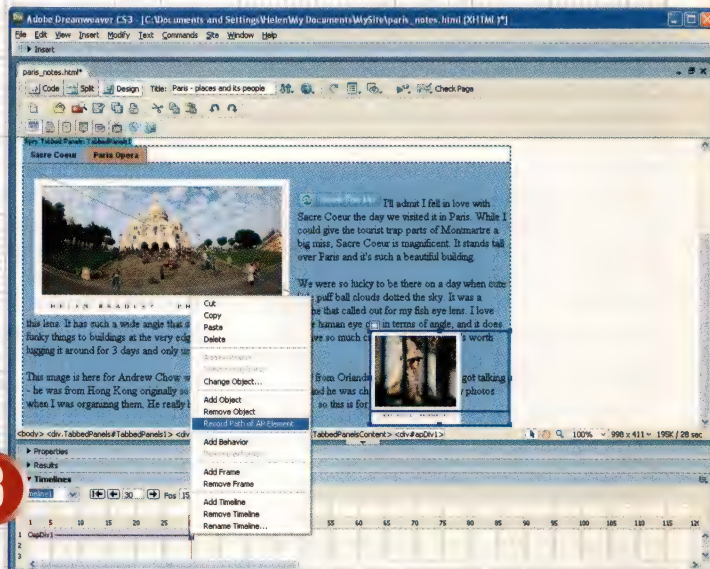 Adobe Dreamweaver CS3 - [C:\Documents and Settings\Helen\My Documents\MySite\paris_notes.html (XHTML)*]
File Edit View Insert Modify Text Commands Site Window Help
Insert
paris_notes.html*
Code Split Design Title: Paris - places and its people Check Page
Spry Tabbed Panels: TabbedPanels1
Sacre Coeur Paris Opera
I'll admit I fell in love with
Sacre Coeur the day we visited it in Paris. While I
could give the tourist trap parts of Montmartre a
big miss, Sacre Coeur is magnificent. It stands tall
over Paris and it's such a beautiful building.
We were so lucky to be there on a day when cute
puff ball clouds dotted the sky. It was a
that called out for my fish eye lens. I love
HELEN BRADLEY
this lens. It has such a wide angle that
human eye in terms of angle, and it does
funky things to buildings at the very edg
so much worth
lugging it around for 3 days and only
This image is here for Andrew Chow
from Orland got talking
- he was from Hong Kong originally so
photos
when I was organizing them. He really
so this is for
Cut
Copy
Paste
Delete
Change Object...
Add Object
Remove Object
Record Path of AP Element
Add Behavior
Add Frame
Remove Frame
Add Timeline
Remove Timeline
Rename Timeline...
<body> <div.TabbedPanels#TabbedPanels1> <div TabbedPanelsContent> <div#apDiv1> 100% 998 x 411 195K / 28 sec
Properties
Results
Timelines
30 Fps 15
1 5 10 15 20 25 55 60 65 70 75 80 85 90 95 100 105 110 115
1 apDiv1
2
3